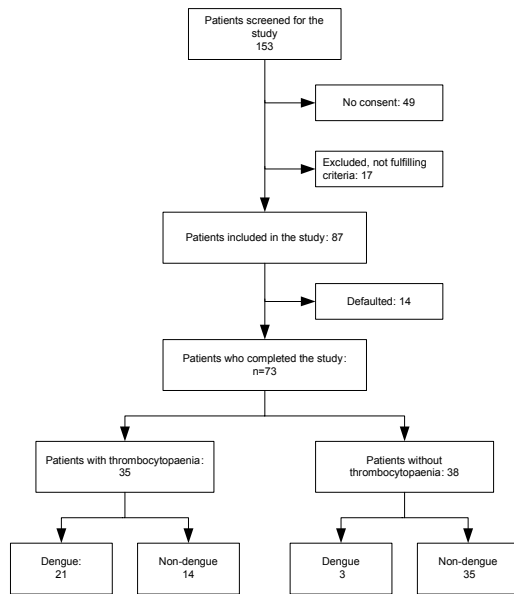 Patients screened for the
study
153
No consent: 49
Excluded, not fulfilling
criteria: 17
Patients included in the study: 87
Defaulted: 14
Patients who completed the study:
n=73
Patients with thrombocytopaenia:
35
Patients without
thrombocytopaenia: 38
Dengue:
21
Non-dengue
14
Dengue
3
Non-dengue
35